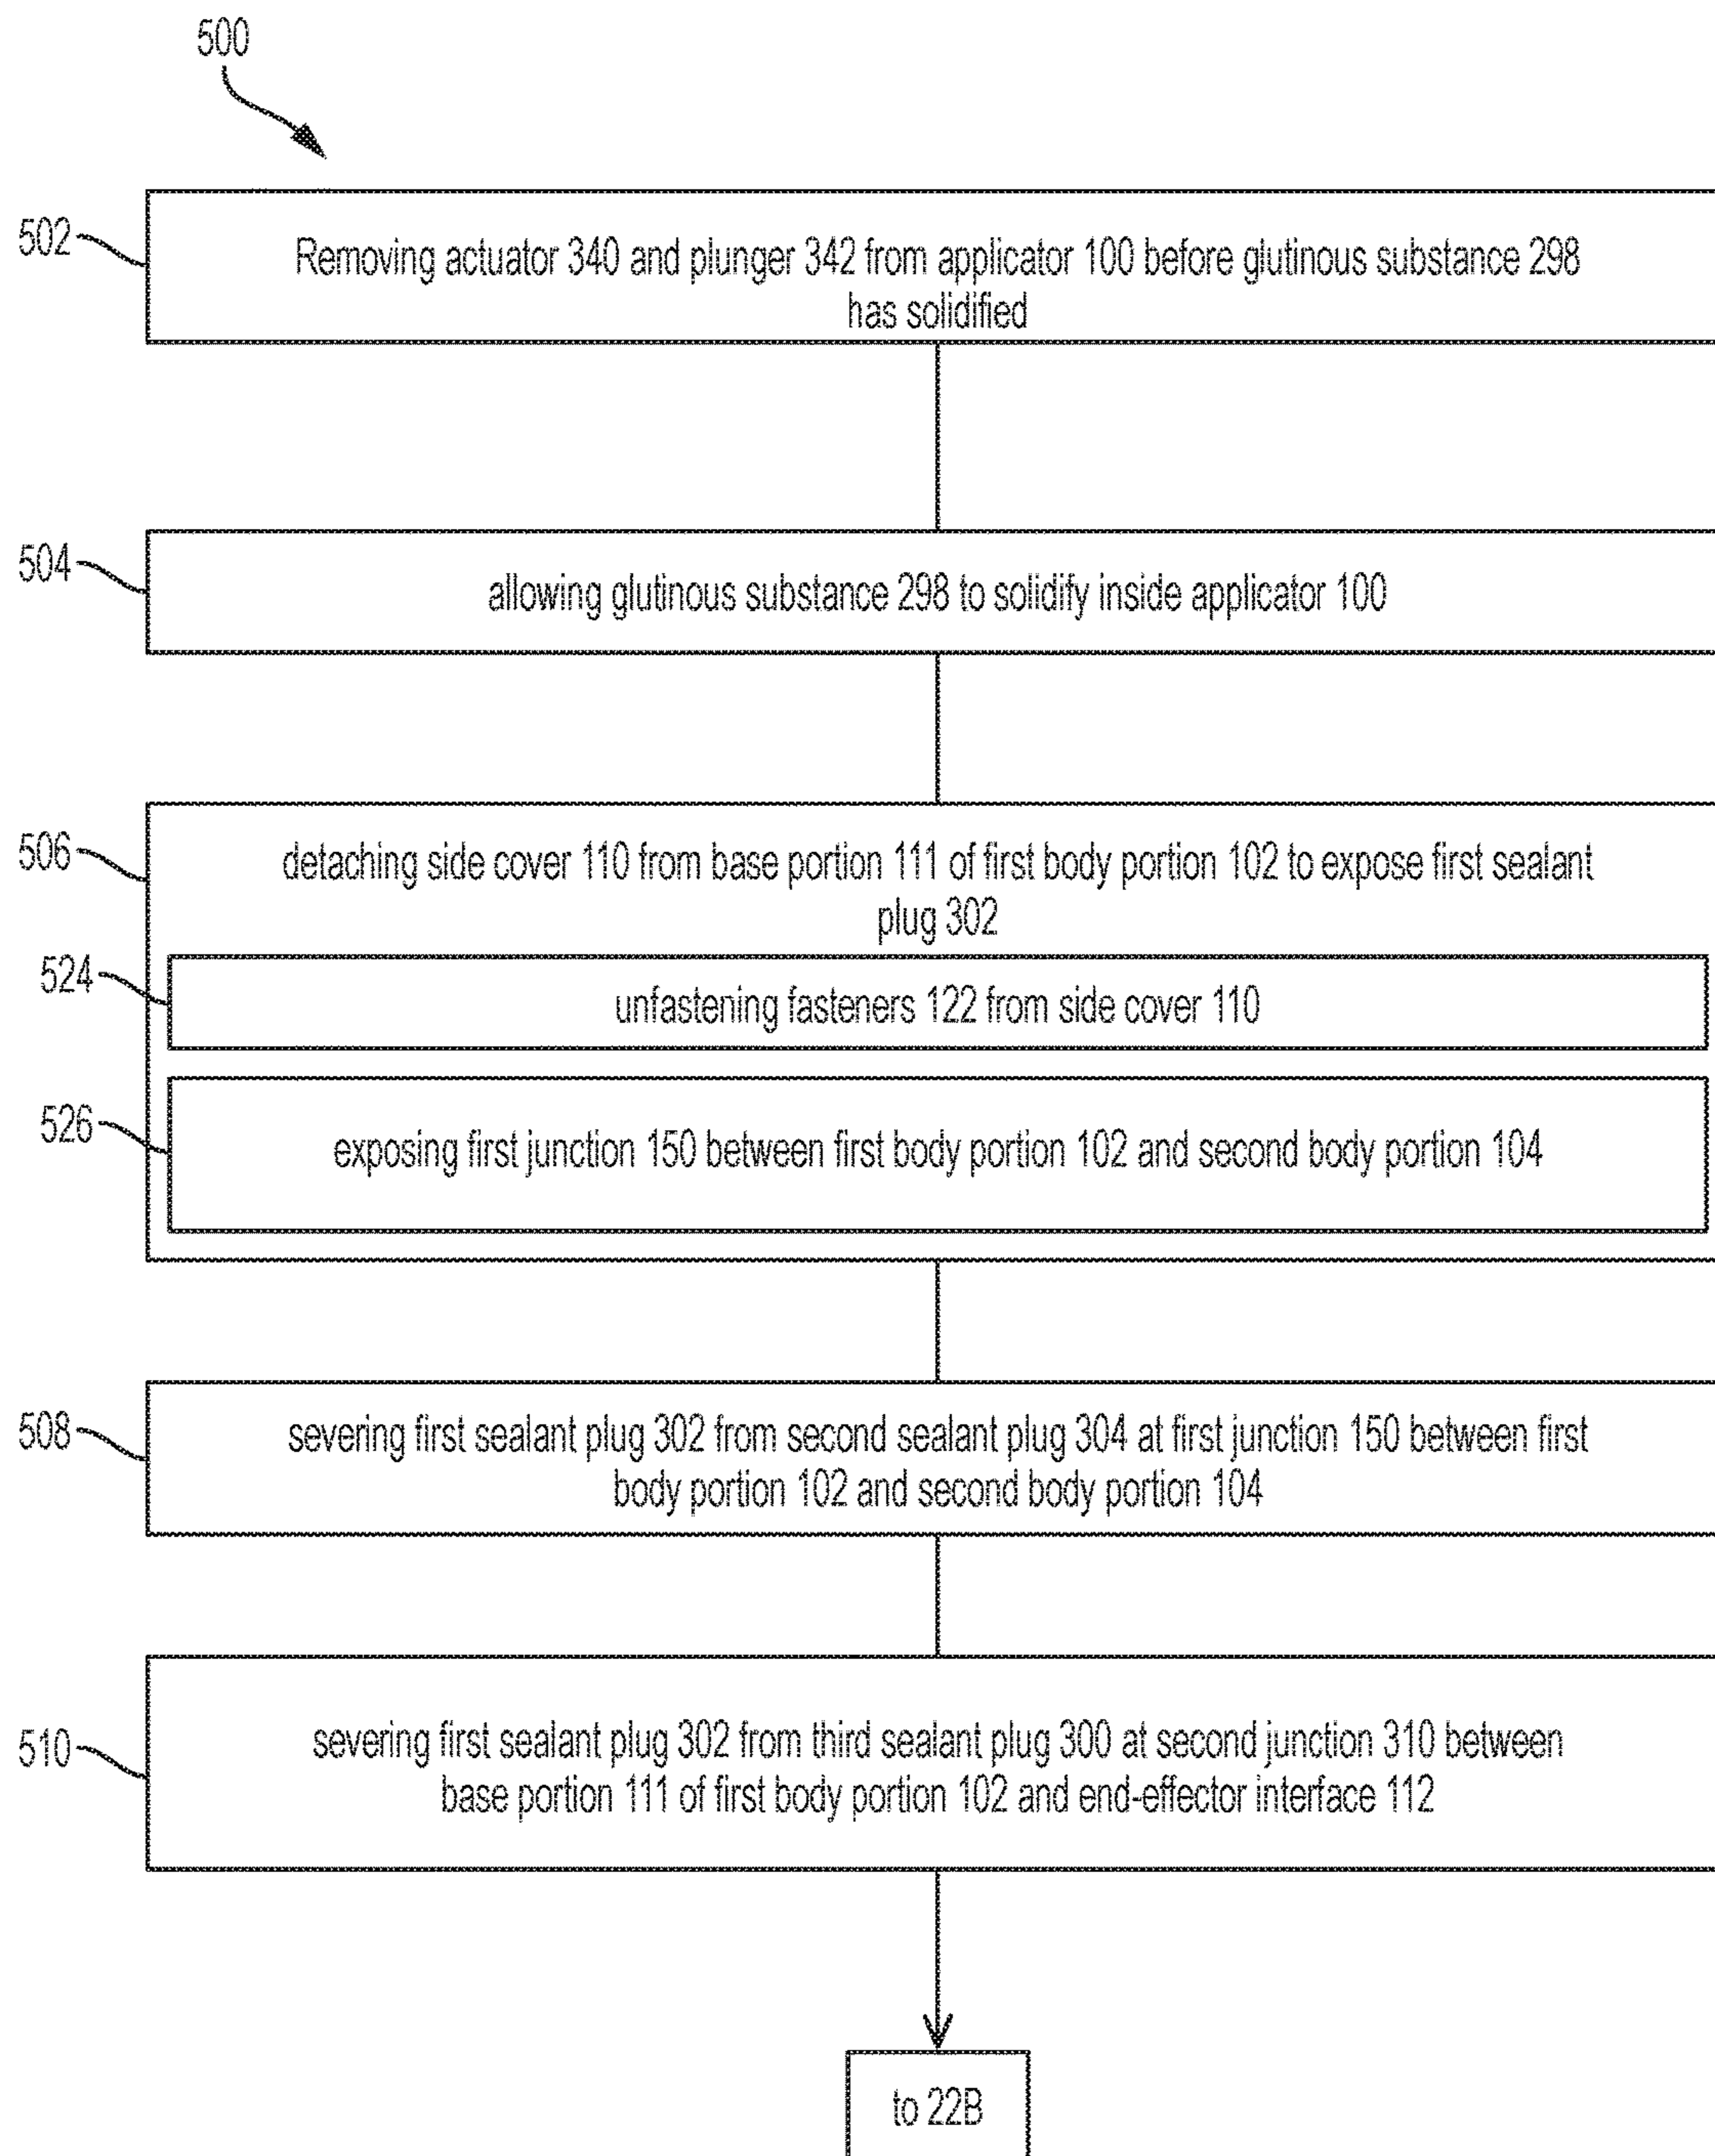 500
502
Removing actuator 340 and plunger 342 from applicator 100 before glutinous substance 298
has solidified
504
allowing glutinous substance 298 to solidify inside applicator 100
506
detaching side cover 110 from base portion 111 of first body portion 102 to expose first sealant
plug 302
524
unfastening fasteners 122 from side cover 110
526
exposing first junction 150 between first body portion 102 and second body portion 104
508
severing first sealant plug 302 from second sealant plug 304 at first junction 150 between first
body portion 102 and second body portion 104
510
severing first sealant plug 302 from third sealant plug 300 at second junction 310 between
base portion 111 of first body portion 102 and end-effector interface 112
to 22B